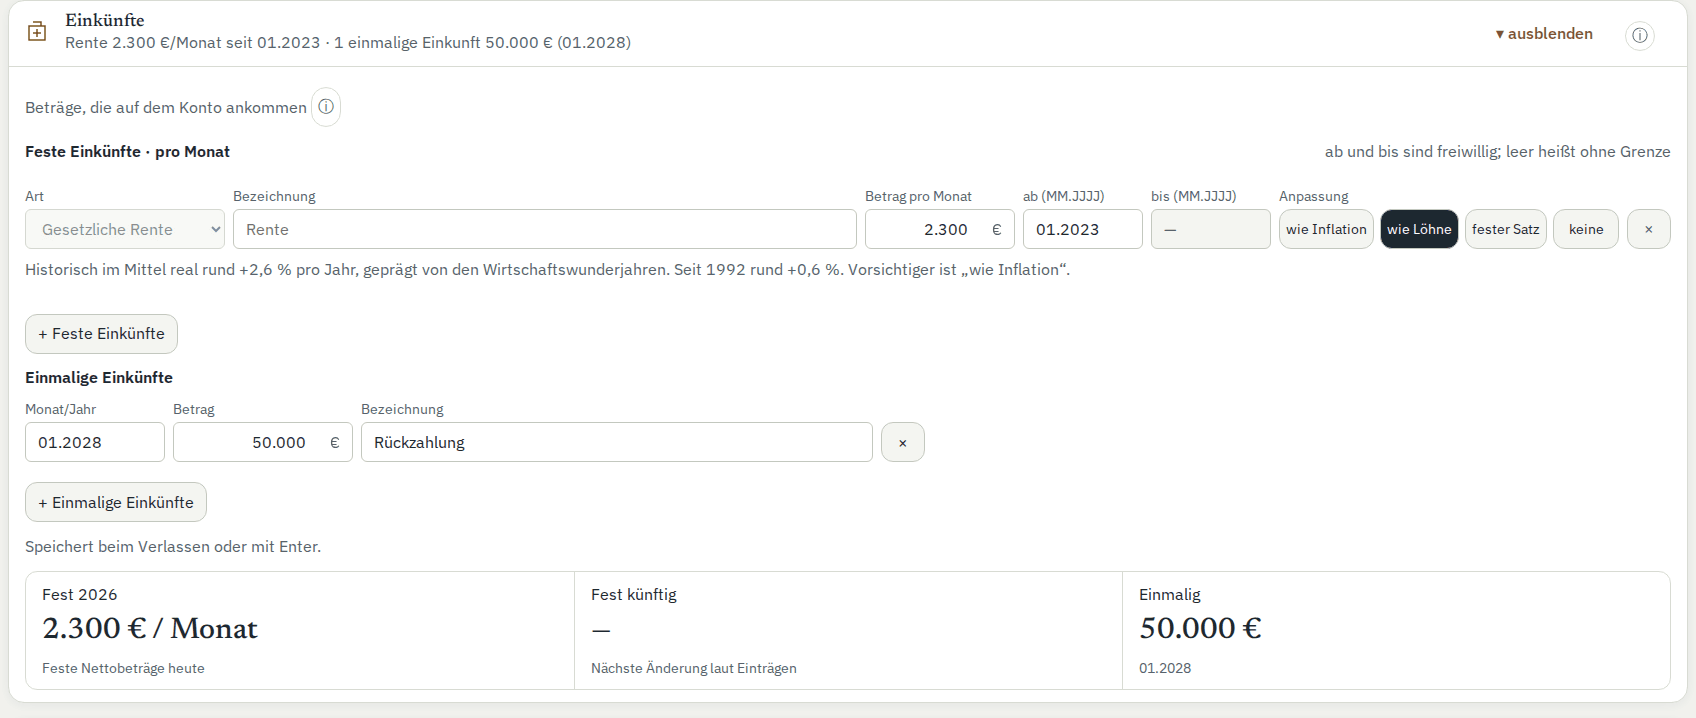 Einkünfte
Rente 2.300 €/Monat seit 01.2023 · 1 einmalige Einkunft 50.000 € (01.2028)
▾ ausblenden ⓘ
Beträge, die auf dem Konto ankommen ⓘ
Feste Einkünfte · pro Monat
ab und bis sind freiwillig; leer heißt ohne Grenze
Art Bezeichnung Betrag pro Monat ab (MM.JJJJ) bis (MM.JJJJ) Anpassung
Gesetzliche Rente Rente 2.300 € 01.2023 — wie Inflation wie Löhne fester Satz keine ×
Historisch im Mittel real rund +2,6 % pro Jahr, geprägt von den Wirtschaftswunderjahren. Seit 1992 rund +0,6 %. Vorsichtiger ist „wie Inflation“.
+ Feste Einkünfte
Einmalige Einkünfte
Monat/Jahr Betrag Bezeichnung
01.2028 50.000 € Rückzahlung ×
+ Einmalige Einkünfte
Speichert beim Verlassen oder mit Enter.
Fest 2026
2.300 € / Monat
Feste Nettobeträge heute
Fest künftig
—
Nächste Änderung laut Einträgen
Einmalig
50.000 €
01.2028